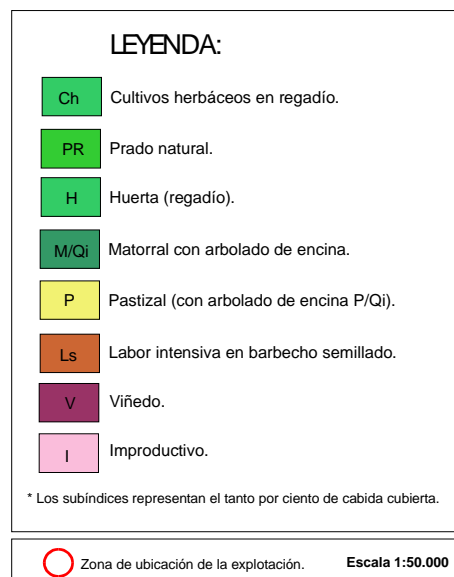 LEYENDA:
Ch Cultivos herbáceos en regadío.
PR Prado natural.
H Huerta (regadío).
M/Qi Matorral con arbolado de encina.
P Pastizal (con arbolado de encina P/Qi).
Ls Labor intensiva en barbecho semillado.
V Viñedo.
I Improductivo.
* Los subíndices representan el tanto por ciento de cabida cubierta.
Zona de ubicación de la explotación. Escala 1:50.000